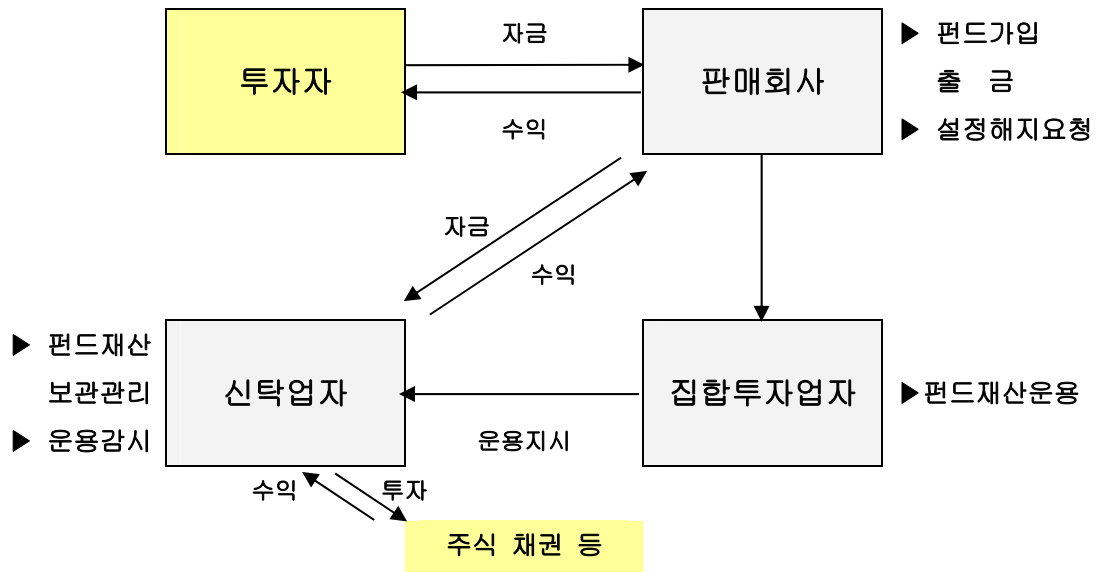 자금
투자자
판매회사
▶ 펀드가입
출 금
수익
▶ 설정해지요청
자금
수익
▶ 펀드재산
보관관리
▶ 운용감시
신탁업자
집합투자업자
▶펀드재산운용
운용지시
수익
투자
주식 채권 등